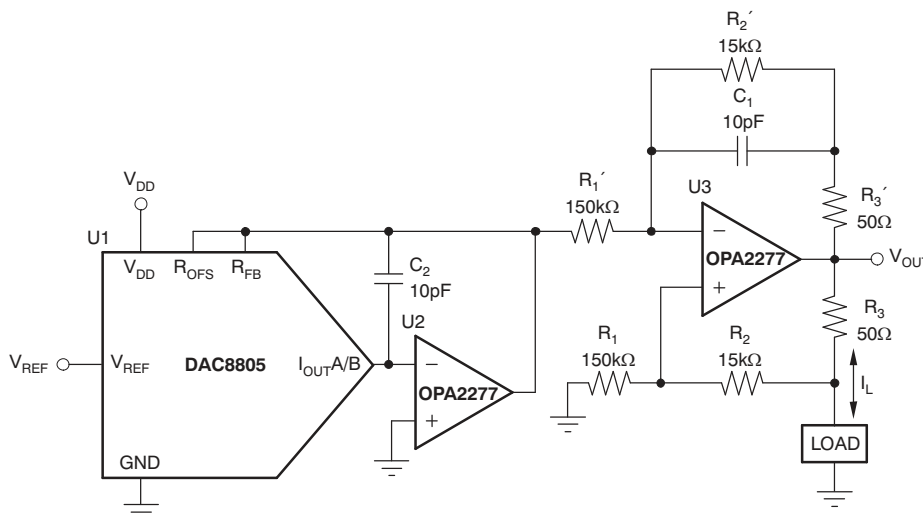 R2′
15kΩ
C1
10pF
VDD
U1
VDD
ROFS
RFB
R1′
150kΩ
U3
R3′
50Ω
C2
10pF
−
OPA2277
+
VOUT
U2
VREF
VREF
DAC8805
IOUTA/B
−
OPA2277
+
R1
150kΩ
R2
15kΩ
R3
50Ω
IL
GND
LOAD